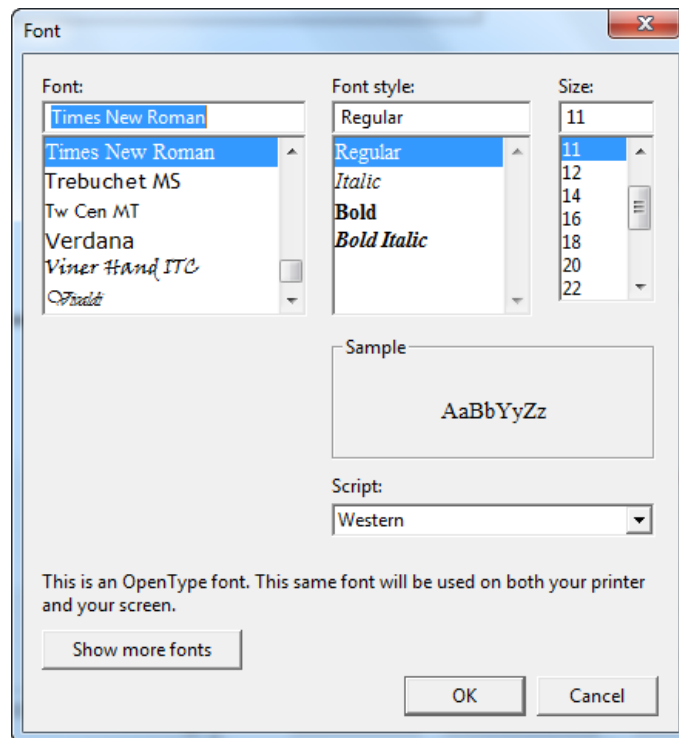 Font
Font:
Times New Roman
Times New Roman
Trebuchet MS
Tw Cen MT
Verdana
Viner Hand ITC
Vivaldi
Font style:
Regular
Regular
Italic
Bold
Bold Italic
Size:
11
11
12
14
16
18
20
22
Sample
AaBbYyZz
Script:
Western
This is an OpenType font. This same font will be used on both your printer
and your screen.
Show more fonts
OK
Cancel